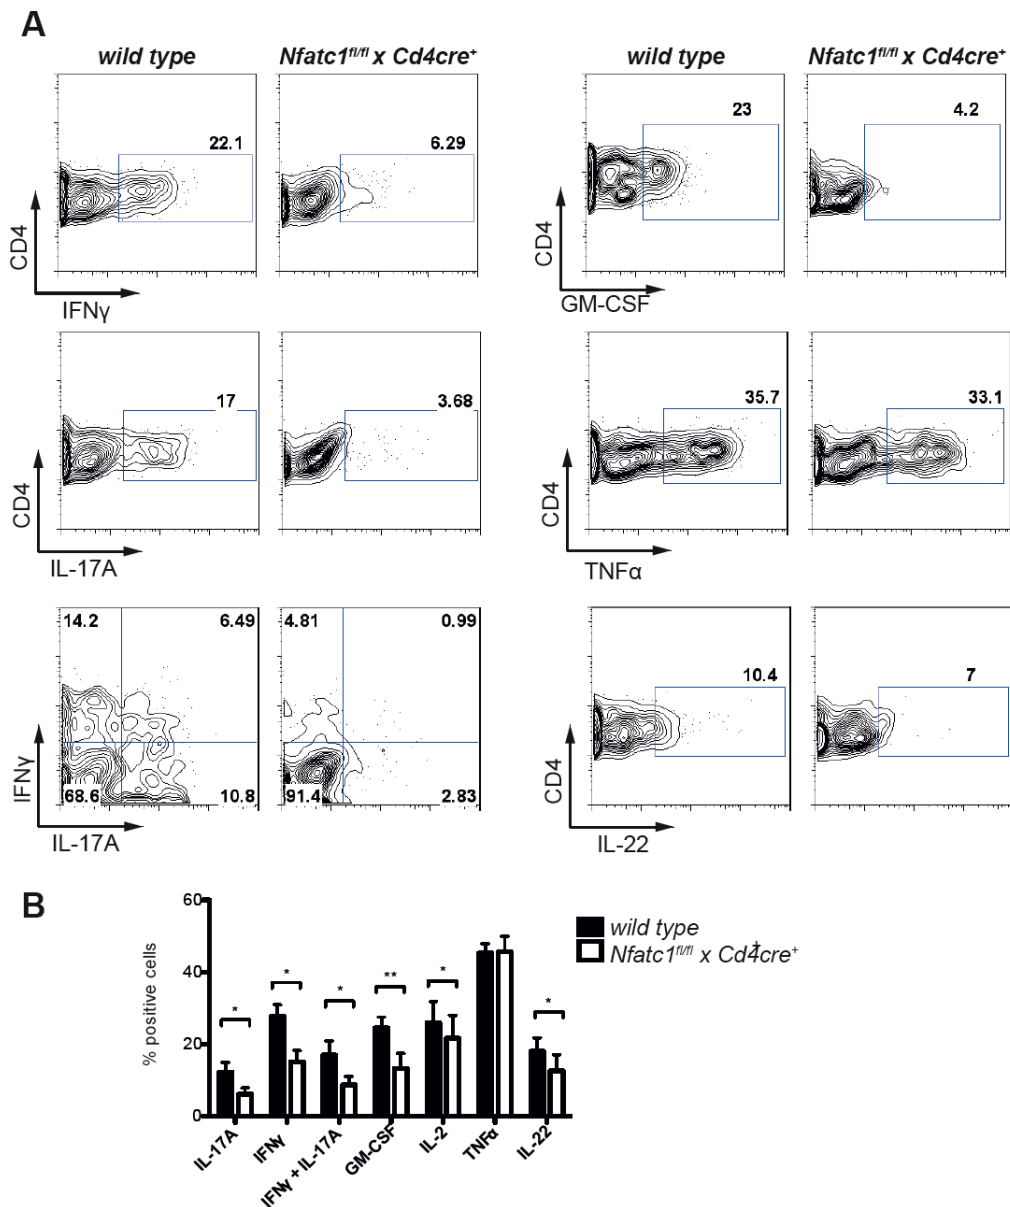 A
wild type Nfatc1fl/fl x Cd4cre+ wild type Nfatc1fl/fl x Cd4cre+
22.1 6.29 23 4.2
CD4 CD4
IFNγ GM-CSF
17 3.68 35.7 33.1
CD4 CD4
IL-17A TNFα
14.2 6.49 4.81 0.99 10.4 7
IFNγ CD4
68.6 10.8 91.4 2.83
IL-17A IL-22
B
% positive cells
60
40
20
0
* * * ** * *
wild type
Nfatc1fl/fl x Cd4cre+
IL-17A IFNγ IFNγ + IL-17A GM-CSF IL-2 TNFα IL-22